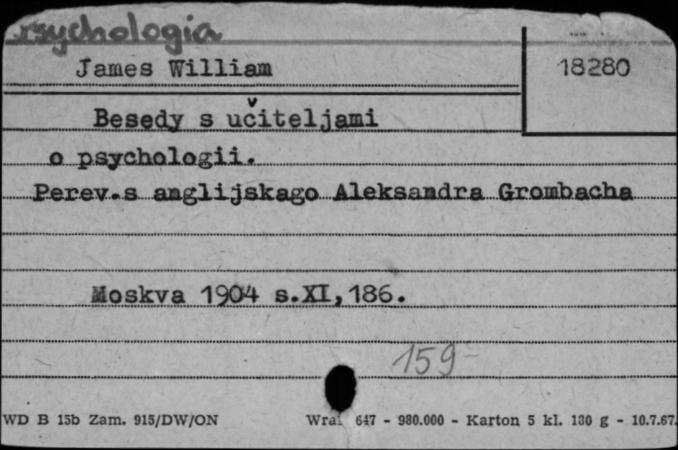 Psychologia
18280
James William
Besedy s učiteljami
o psychologii.
Perev.s anglijskago Aleksandra Grombacha
Moskva 1904 s.XI,186.
159-
WD B 15b Zam. 915/DW/ON
647 - 980.000 - Karton 5 kl. 180 g - 10.7.67.